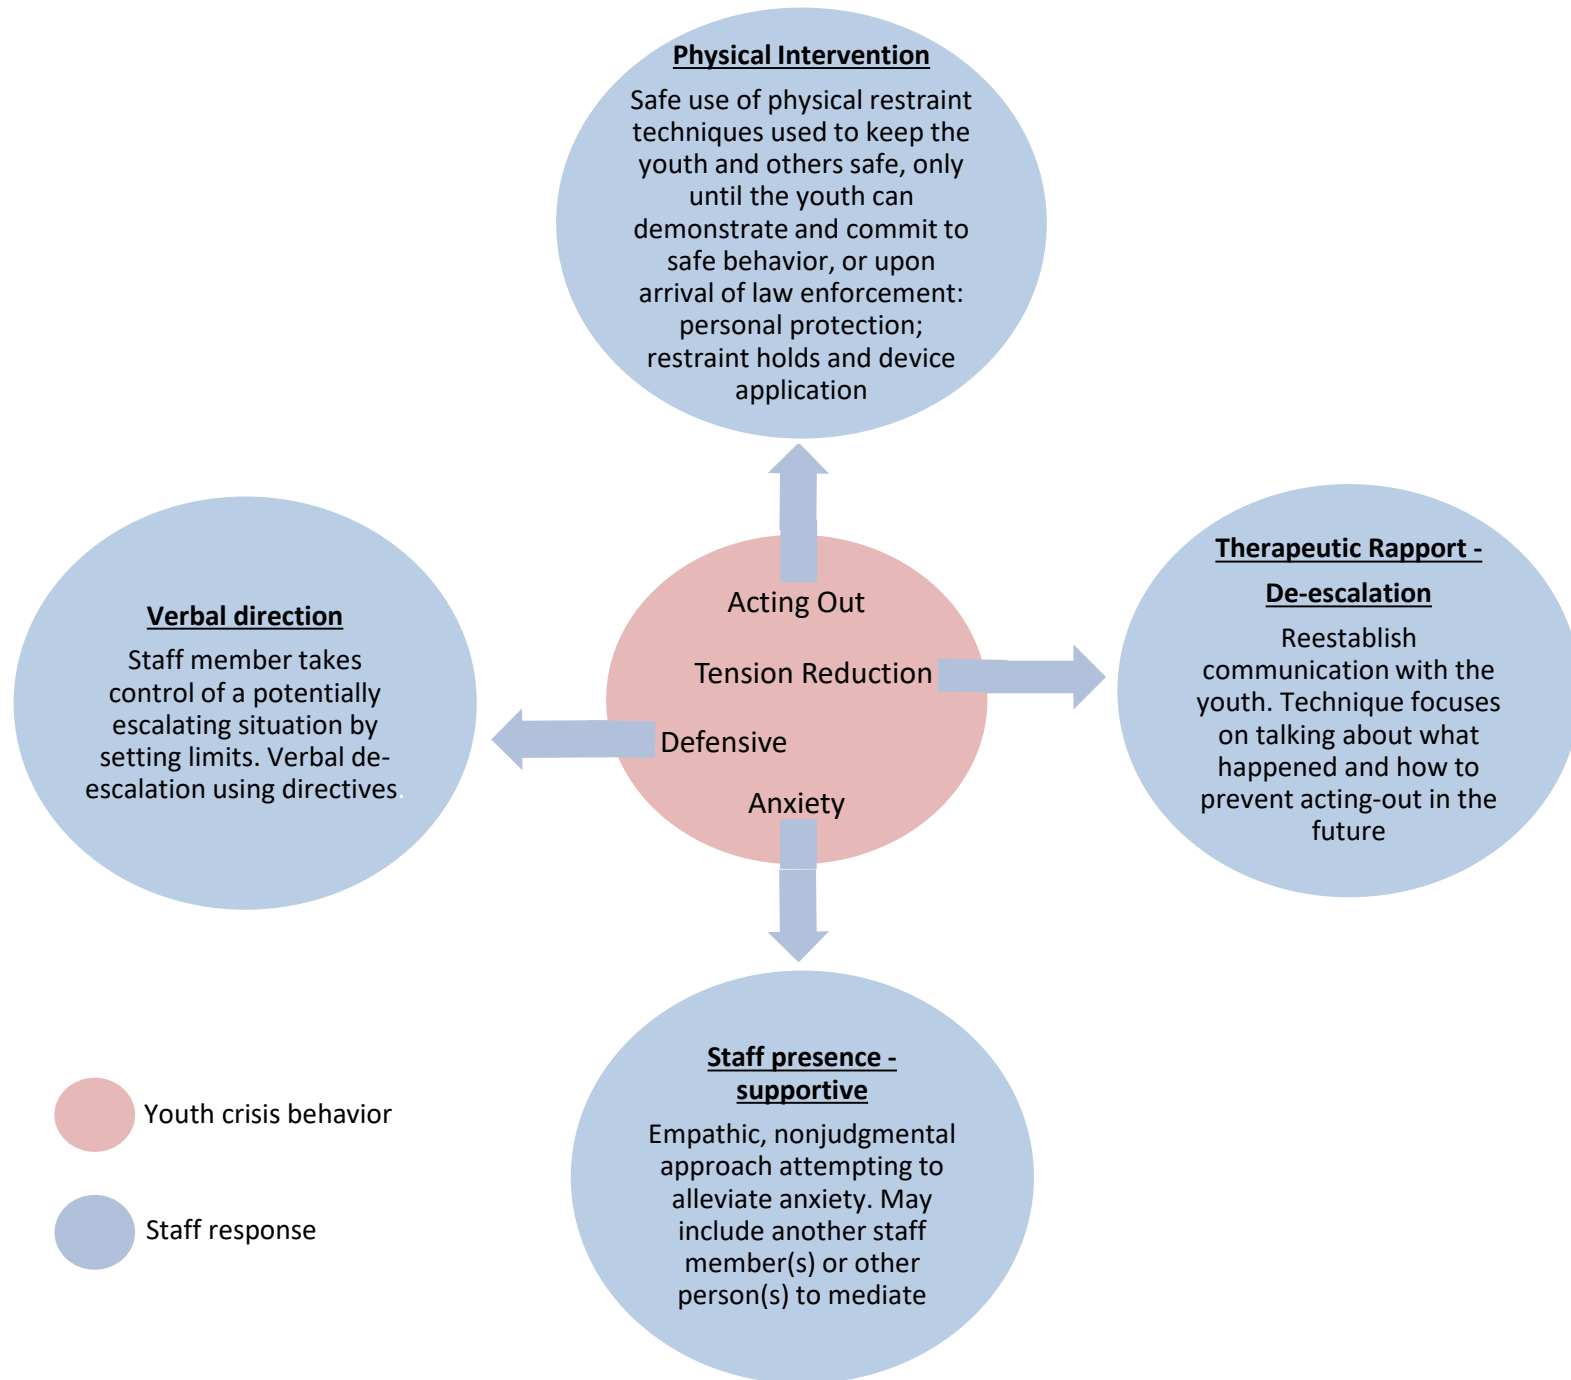 Physical Intervention
Safe use of physical restraint
techniques used to keep the
youth and others safe, only
until the youth can
demonstrate and commit to
safe behavior, or upon
arrival of law enforcement:
personal protection;
restraint holds and device
application
Verbal direction
Staff member takes
control of a potentially
escalating situation by
setting limits. Verbal de-
escalation using directives.
Acting Out
Tension Reduction
Defensive
Anxiety
Therapeutic Rapport -
De-escalation
Reestablish
communication with the
youth. Technique focuses
on talking about what
happened and how to
prevent acting-out in the
future
Staff presence -
supportive
Empathic, nonjudgmental
approach attempting to
alleviate anxiety. May
include another staff
member(s) or other
person(s) to mediate
Youth crisis behavior
Staff response